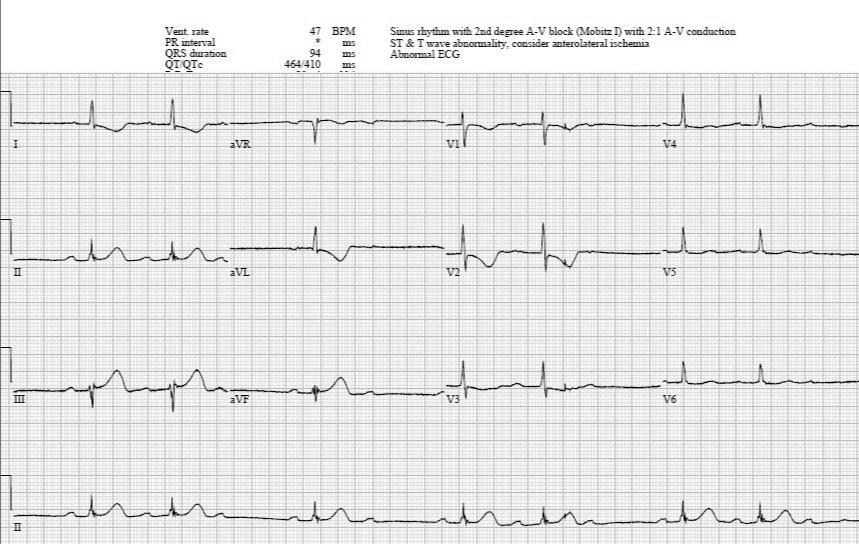 Vent. rate 47 BPM Sinus rhythm with 2nd degree A-V block (Mobitz I) with 2:1 A-V conduction
PR interval * ms ST & T wave abnormality, consider anterolateral ischemia
QRS duration 94 ms Abnormal ECG
QT/QTc 464/410 ms
I aVR V1 V4
II aVL V2 V5
III aVF V3 V6
II